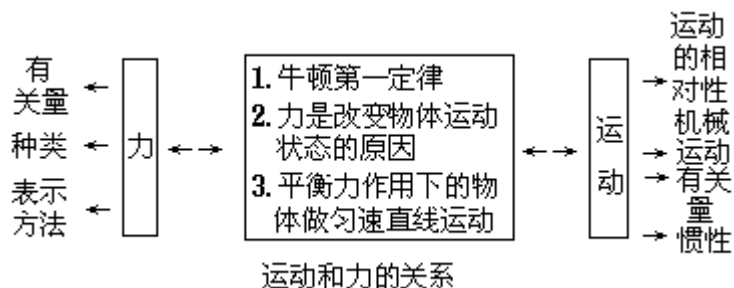 有
关量
种类
表示
方法
力
1. 牛顿第一定律
2. 力是改变物体运动
状态的原因
3. 平衡力作用下的物
体做匀速直线运动
运
动
运动
的相
对性
机械
运动
有关
量
惯性
运动和力的关系